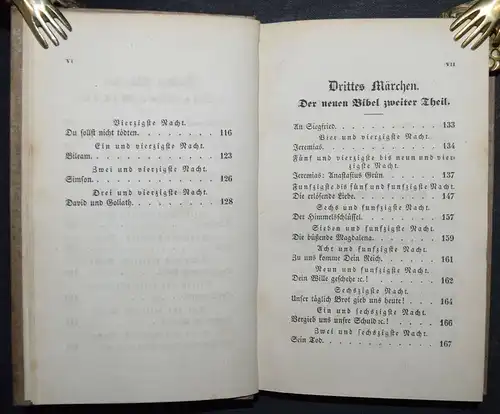 VI
Vierzigste Nacht.
Du sollst nicht tödten. . . . . . . . 116
Ein und vierzigste Nacht.
Bileam. . . . . . . . . . . 123
Zwei und vierzigste Nacht.
Simson. . . . . . . . . . . 126
Drei und vierzigste Nacht.
David und Goliath. . . . . . . . . 128
VII
Drittes Märchen.
Der neuen Bibel zweiter Theil.
An Siegfried. . . . . . . . . . 133
Vier und vierzigste Nacht.
Jeremias. . . . . . . . . . . 134
Fünf und vierzigste bis neun und vier-
zigste Nacht.
Jeremias: Anastasius Grün. . . . . . 137
Funfzigste bis fünf und funfzigste Nacht.
Die erlösende Liebe. . . . . . . . 147
Sechs und funfzigste Nacht.
Der Himmelsschlüssel. . . . . . . . 157
Sieben und funfzigste Nacht.
Die büßende Magdalena. . . . . . . 159
Acht und funfzigste Nacht.
Zu uns komme Dein Reich. . . . . . . 161
Neun und funfzigste Nacht.
Dein Wille geschehe ꝛc.! . . . . . . 162
Sechszigste Nacht.
Unser täglich Brot gieb uns heute! . . . . 164
Ein und sechszigste Nacht.
Vergieb uns unsre Schuld ꝛc.! . . . . . 166
Zwei und sechszigste Nacht.
Sein Tod. . . . . . . . . . . 167